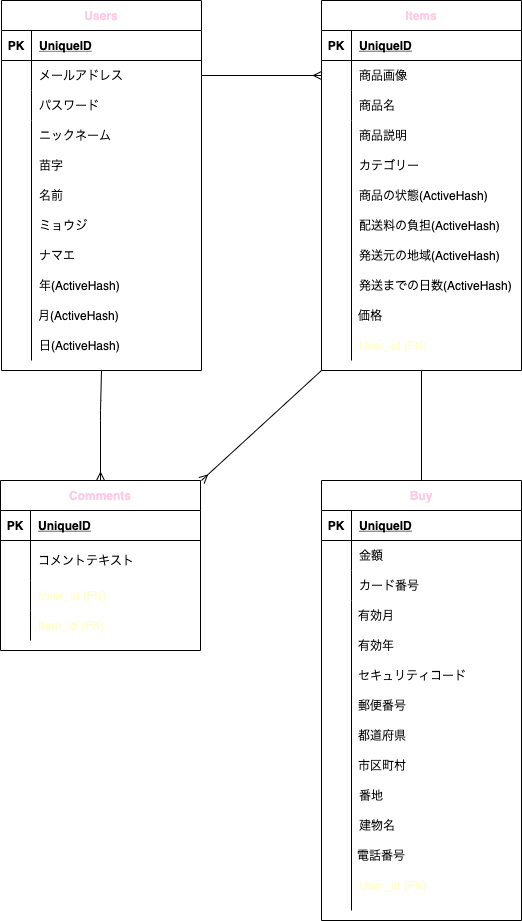 Users
PK UniqueID
メールアドレス
パスワード
ニックネーム
苗字
名前
ミョウジ
ナマエ
年(ActiveHash)
月(ActiveHash)
日(ActiveHash)
Items
PK UniqueID
商品画像
商品名
商品説明
カテゴリー
商品の状態(ActiveHash)
配送料の負担(ActiveHash)
発送元の地域(ActiveHash)
発送までの日数(ActiveHash)
価格
User_id (FK)
Comments
PK UniqueID
コメントテキスト
User_id (FK)
Item_id (FK)
Buy
PK UniqueID
金額
カード番号
有効月
有効年
セキュリティコード
郵便番号
都道府県
市区町村
番地
建物名
電話番号
User_id (FK)